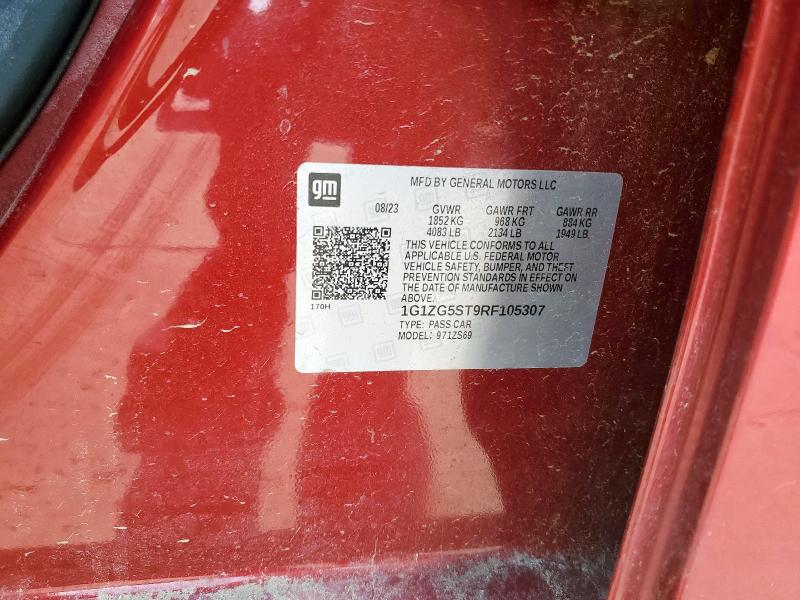 gm
MFD BY GENERAL MOTORS LLC
08/23 GVWR GAWR FRT GAWR RR
1852 KG 968 KG 884 KG
4083 LB 2134 LB 1949 LB
THIS VEHICLE CONFORMS TO ALL
APPLICABLE U.S. FEDERAL MOTOR
VEHICLE SAFETY, BUMPER, AND THEFT
PREVENTION STANDARDS IN EFFECT ON
THE DATE OF MANUFACTURE SHOWN
ABOVE.
170H
1G1ZG5ST9RF105307
TYPE: PASS CAR
MODEL: 971ZS69